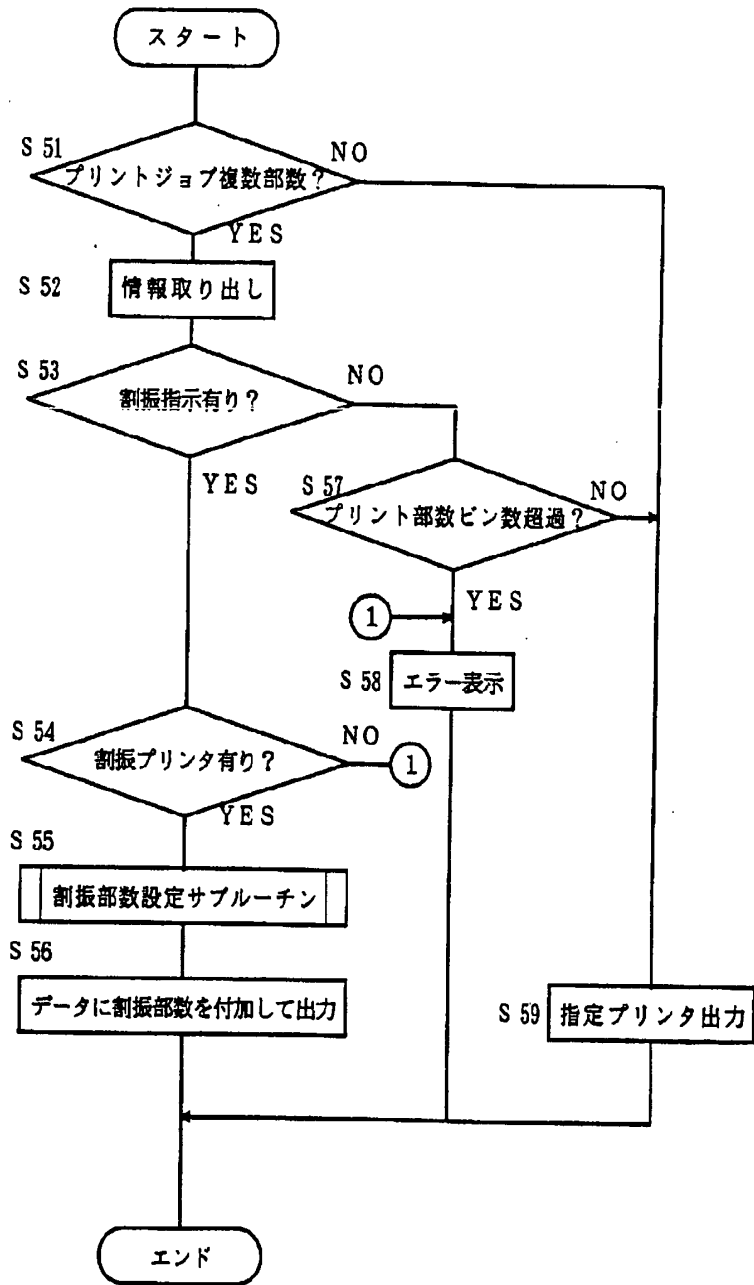 スタート
S 51
NO
プリントジョブ複数部数?
YES
S 52
情報取り出し
S 53
NO
割振指示有り?
YES
S 57
NO
プリント部数ビン数超過?
YES
1
S 58
エラー表示
S 54
NO
割振プリンタ有り?
1
YES
S 55
割振部数設定サブルーチン
S 56
データに割振部数を付加して出力
S 59
指定プリンタ出力
エンド